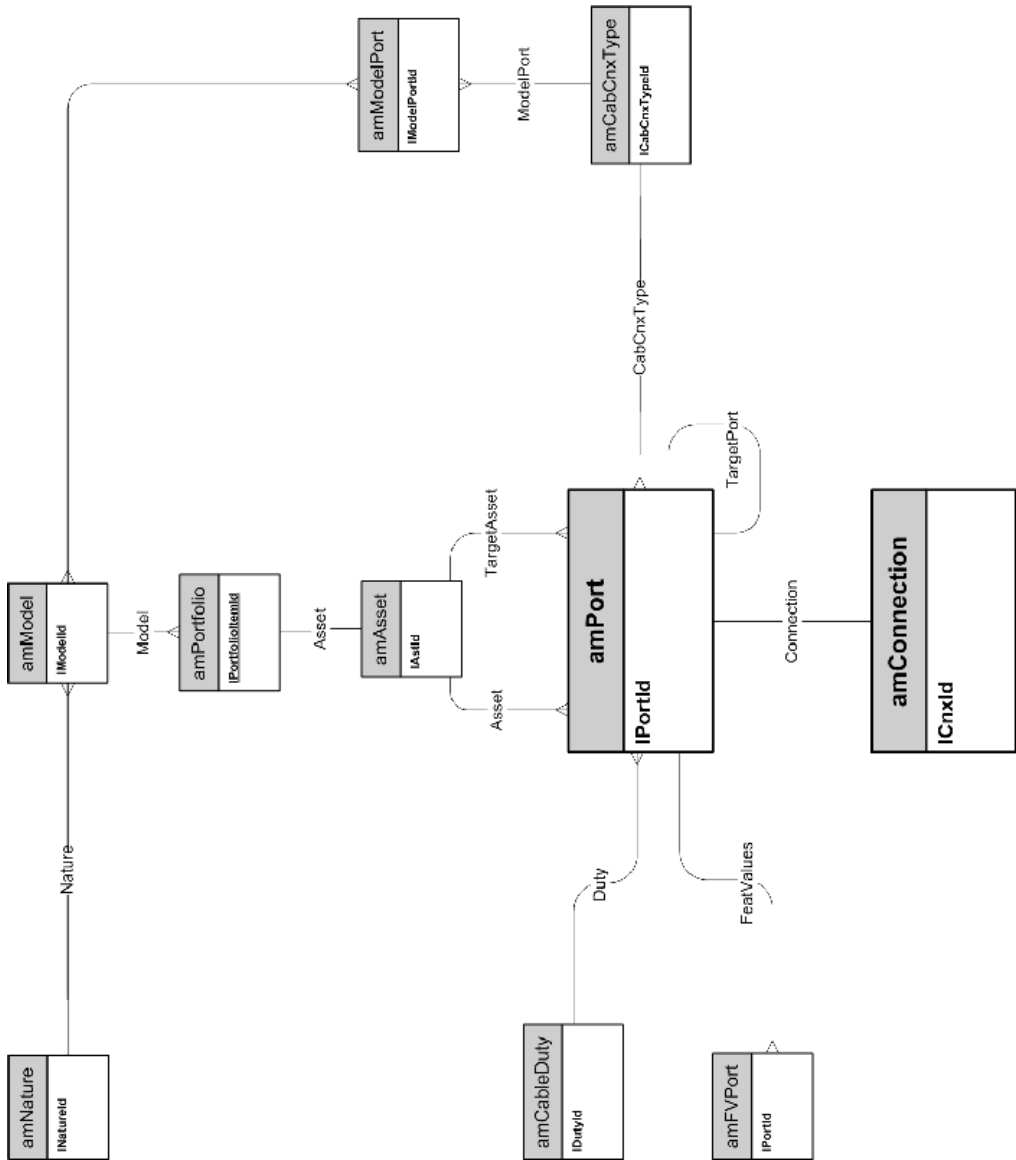 amNature
lNatureId
Nature
amModel
lModelId
Model
amPortfolio
lPortfolioItemId
Asset
amAsset
lAstId
amModelPort
lModelPortId
ModelPort
Asset
TargetAsset
amCableDuty
lDutyId
Duty
amPort
lPortId
CabCnxType
amCabCnxType
lCabCnxTypeId
TargetPort
amFVPort
lPortId
FeatValues
Connection
amConnection
lCnxId